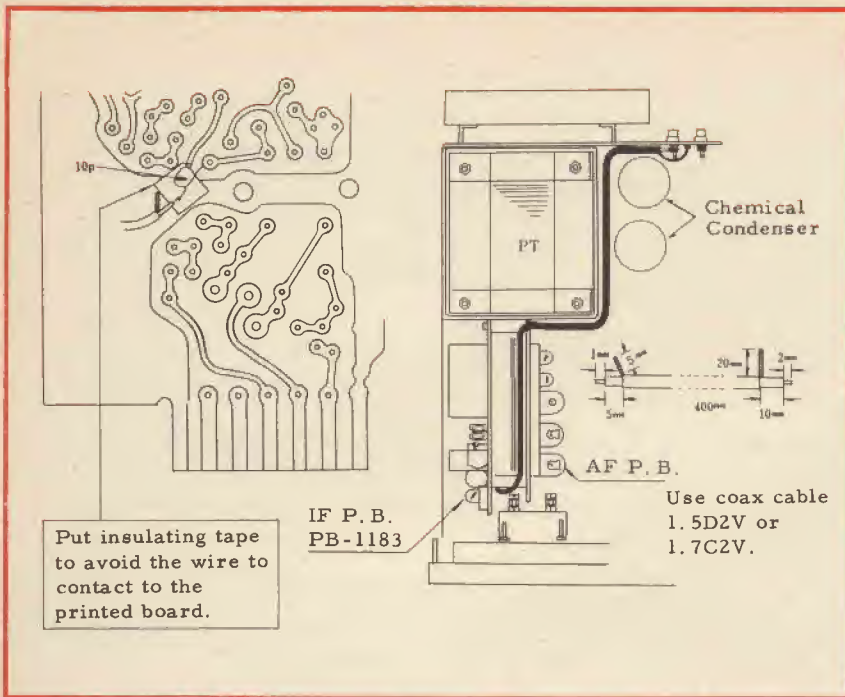 10p
PT
Chemical
Condenser
1mm
5mm
5mm
20mm
2mm
400mm
10mm
AF P. B.
IF P. B.
PB-1183
Use coax cable
1. 5D2V or
1. 7C2V.
Put insulating tape
to avoid the wire to
contact to the
printed board.